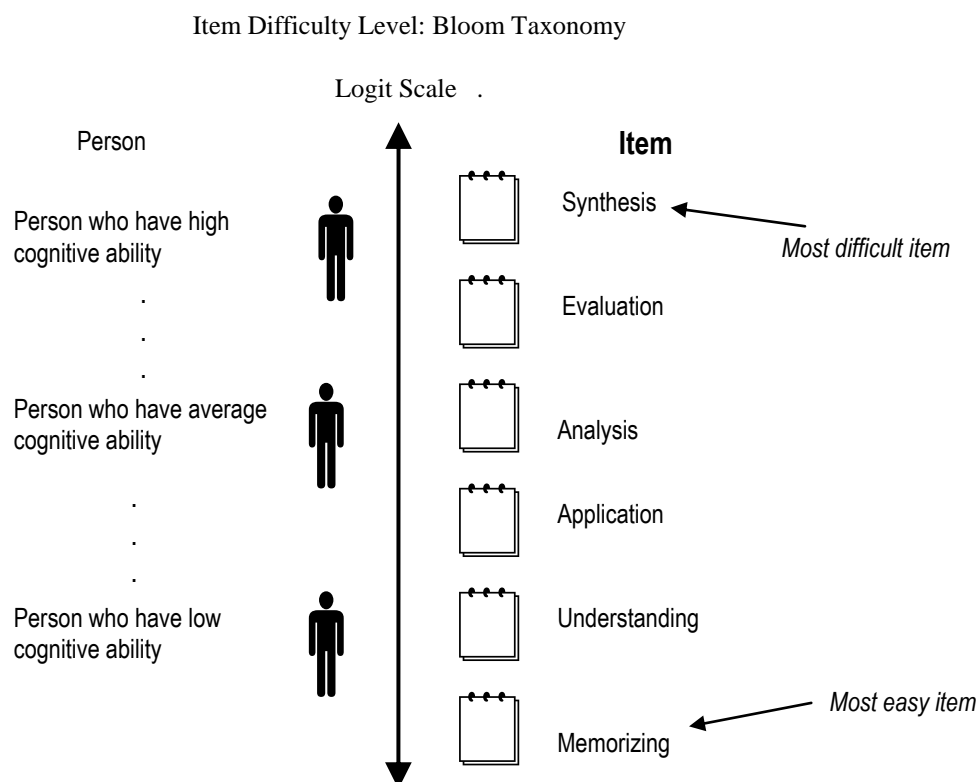 Item Difficulty Level: Bloom Taxonomy
Logit Scale .
Person
Item
Person who have high
cognitive ability
.
.
.
Person who have average
cognitive ability
.
.
.
Person who have low
cognitive ability
Synthesis
Most difficult item
Evaluation
Analysis
Application
Understanding
Most easy item
Memorizing